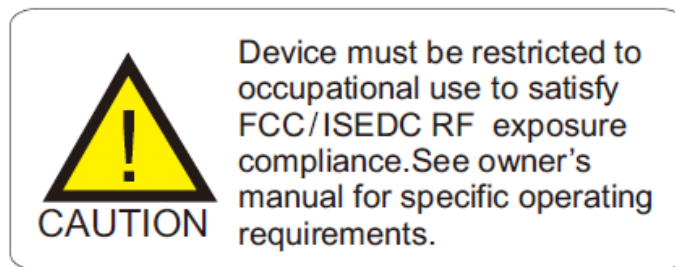 Device must be restricted to
occupational use to satisfy
FCC/ISEDC RF exposure
compliance.See owner's
manual for specific operating
requirements.
!
CAUTION